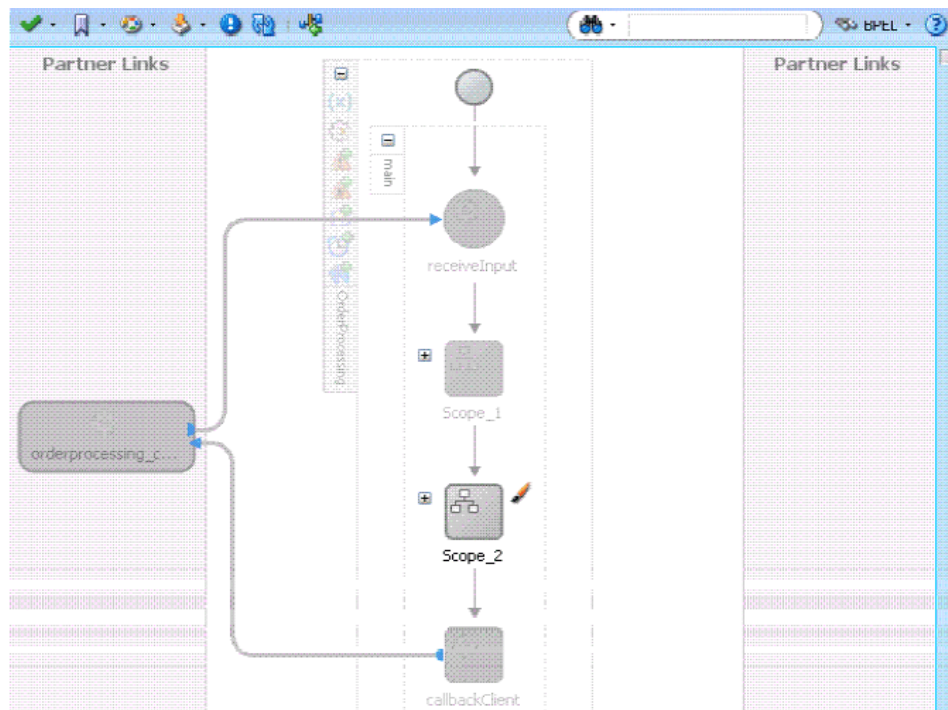 BPEL
Partner Links
Partner Links
main
receiveInput
OrderProcessing
Scope_1
orderprocessing_c...
Scope_2
callbackClient